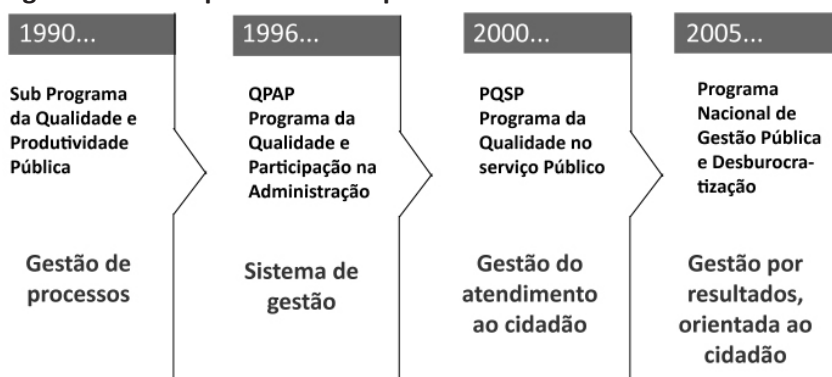 1990...
Sub Programa
da Qualidade e
Produtividade
Pública
Gestão de
processos
1996...
QPAP
Programa da
Qualidade e
Participação na
Administração
Sistema de
gestão
2000...
PQSP
Programa da
Qualidade no
serviço Público
Gestão do
atendimento
ao cidadão
2005...
Programa
Nacional de
Gestão Pública
e Desburocra-
tização
Gestão por
resultados,
orientada ao
cidadão